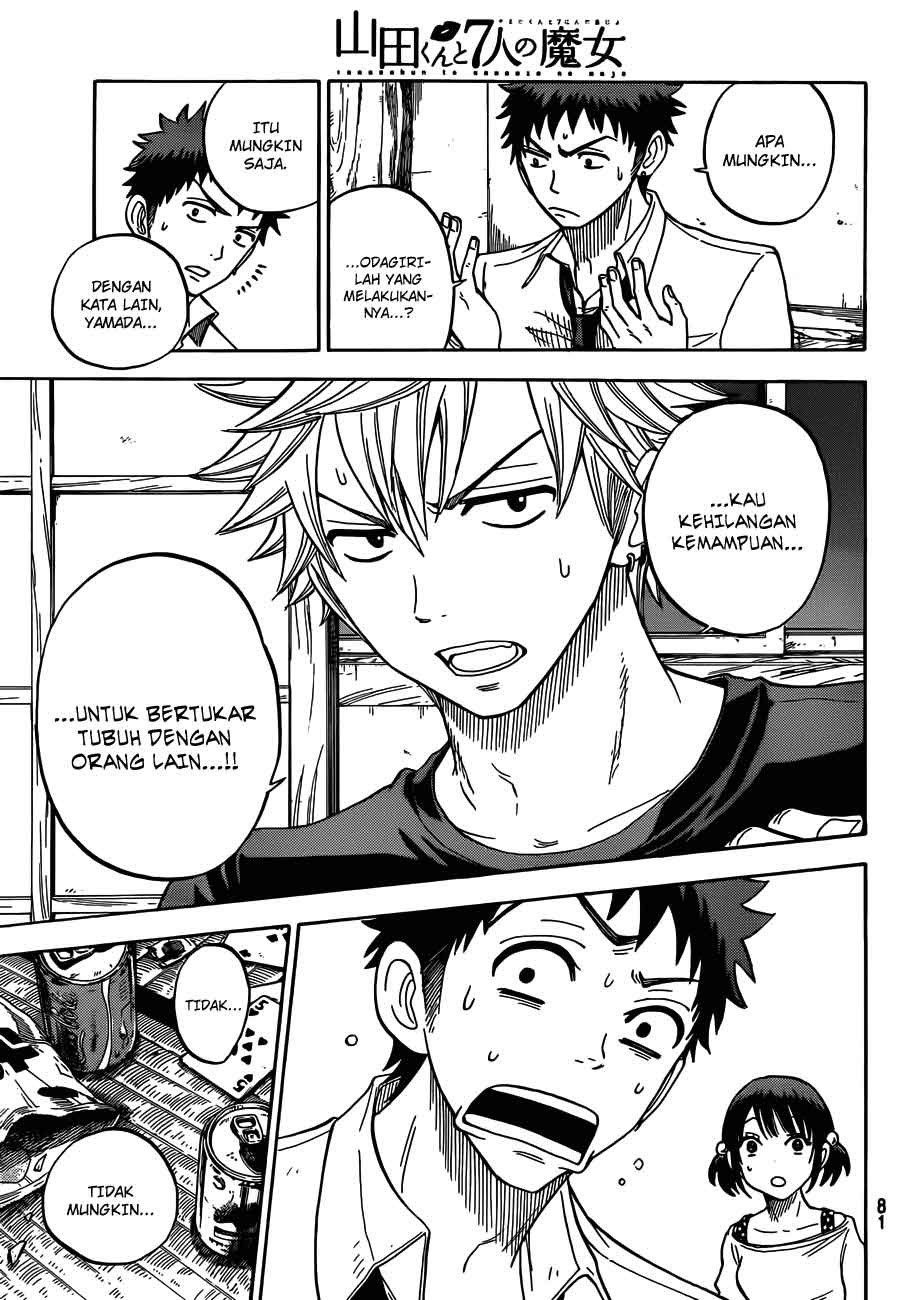 山田くんと7人の魔女
APA
MUNGKIN...
...ODAGIRI-
LAH YANG
MELAKUKAN-
NYA...?
ITU
MUNGKIN
SAJA.
DENGAN
KATA LAIN,
YAMADA...
...KAU
KEHILANGAN
KEMAMPUAN...
...UNTUK BERTUKAR
TUBUH DENGAN
ORANG LAIN...!!
TIDAK...
TIDAK
MUNGKIN...
81